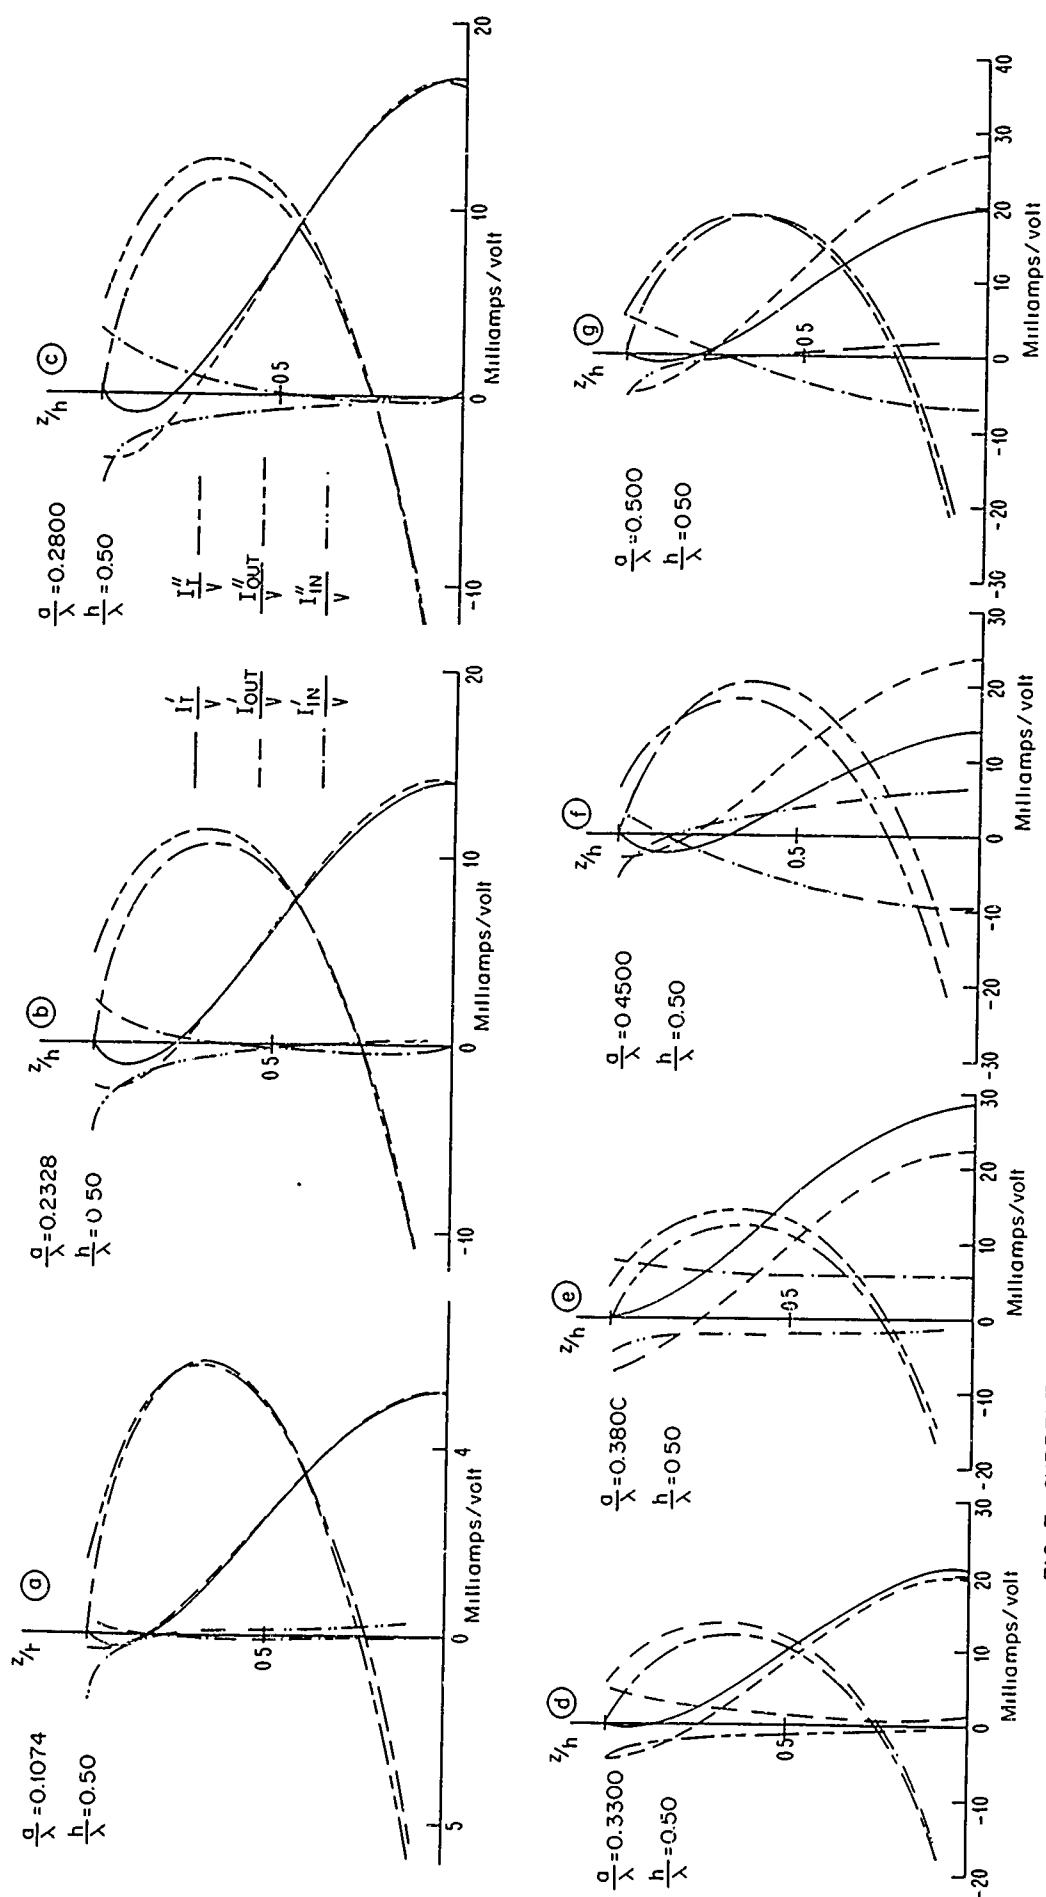 ⓐ
z/h
a/λ = 0.1074
h/λ = 0.50
0.5
5
0
4
Milliamps/volt
ⓑ
z/h
a/λ = 0.2328
h/λ = 0.50
0.5
-10
0
10
20
Milliamps/volt
I'T/V
I'OUT/V
I'IN/V
ⓒ
z/h
a/λ = 0.2800
h/λ = 0.50
I"T/V
I"OUT/V
I"IN/V
0.5
-10
0
10
20
Milliamps/volt
ⓓ
z/h
a/λ = 0.3300
h/λ = 0.50
0.5
-20
-10
0
10
20
30
Milliamps/volt
ⓔ
z/h
a/λ = 0.380C
h/λ = 0.50
0.5
-20
-10
0
10
20
30
Milliamps/volt
ⓕ
z/h
a/λ = 0.4500
h/λ = 0.50
0.5
-30
-20
-10
0
10
20
30
Milliamps/volt
ⓖ
z/h
a/λ = 0.500
h/λ = 0.50
0.5
-30
-20
-10
0
10
20
30
40
Milliamps/volt